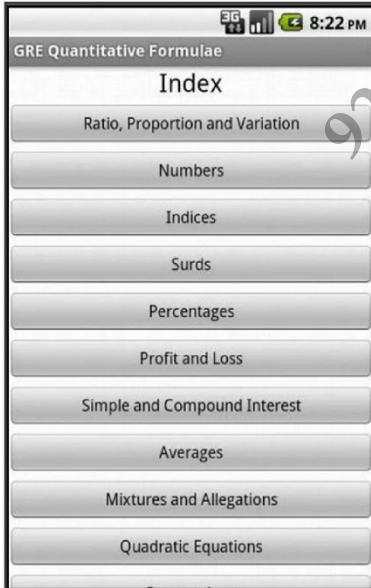 3G 8:22 PM
GRE Quantitative Formulae
Index
Ratio, Proportion and Variation
Numbers
Indices
Surds
Percentages
Profit and Loss
Simple and Compound Interest
Averages
Mixtures and Allegations
Quadratic Equations